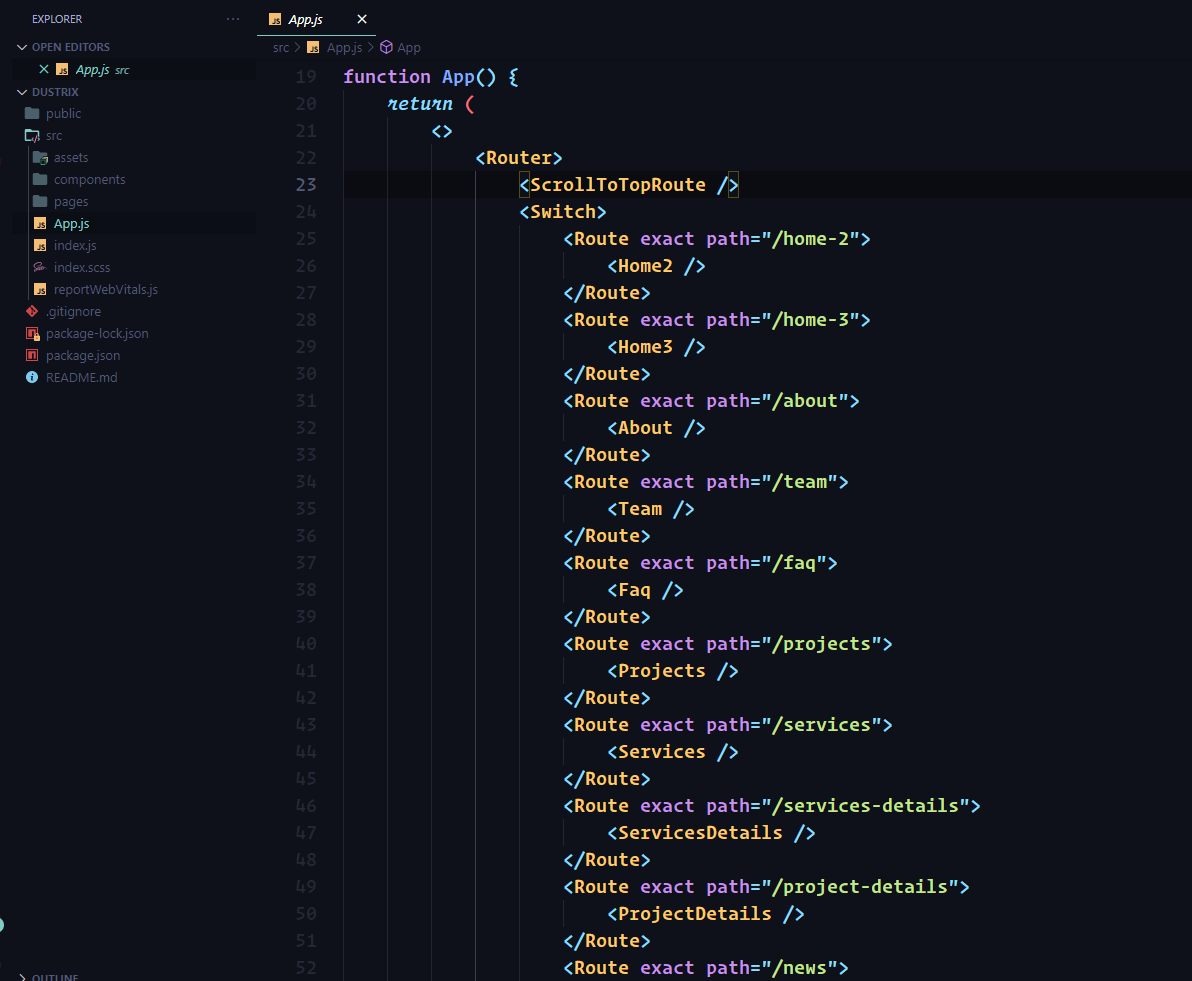 EXPLORER ···
OPEN EDITORS
App.js src
DUSTRIX
public
src
assets
components
pages
App.js
index.js
index.scss
reportWebVitals.js
.gitignore
package-lock.json
package.json
README.md
OUTLINE
App.js
src > App.js > App
19 function App() {
20 return (
21 <>
22 <Router>
23 <ScrollToTopRoute />
24 <Switch>
25 <Route exact path="/home-2">
26 <Home2 />
27 </Route>
28 <Route exact path="/home-3">
29 <Home3 />
30 </Route>
31 <Route exact path="/about">
32 <About />
33 </Route>
34 <Route exact path="/team">
35 <Team />
36 </Route>
37 <Route exact path="/faq">
38 <Faq />
39 </Route>
40 <Route exact path="/projects">
41 <Projects />
42 </Route>
43 <Route exact path="/services">
44 <Services />
45 </Route>
46 <Route exact path="/services-details">
47 <ServicesDetails />
48 </Route>
49 <Route exact path="/project-details">
50 <ProjectDetails />
51 </Route>
52 <Route exact path="/news">